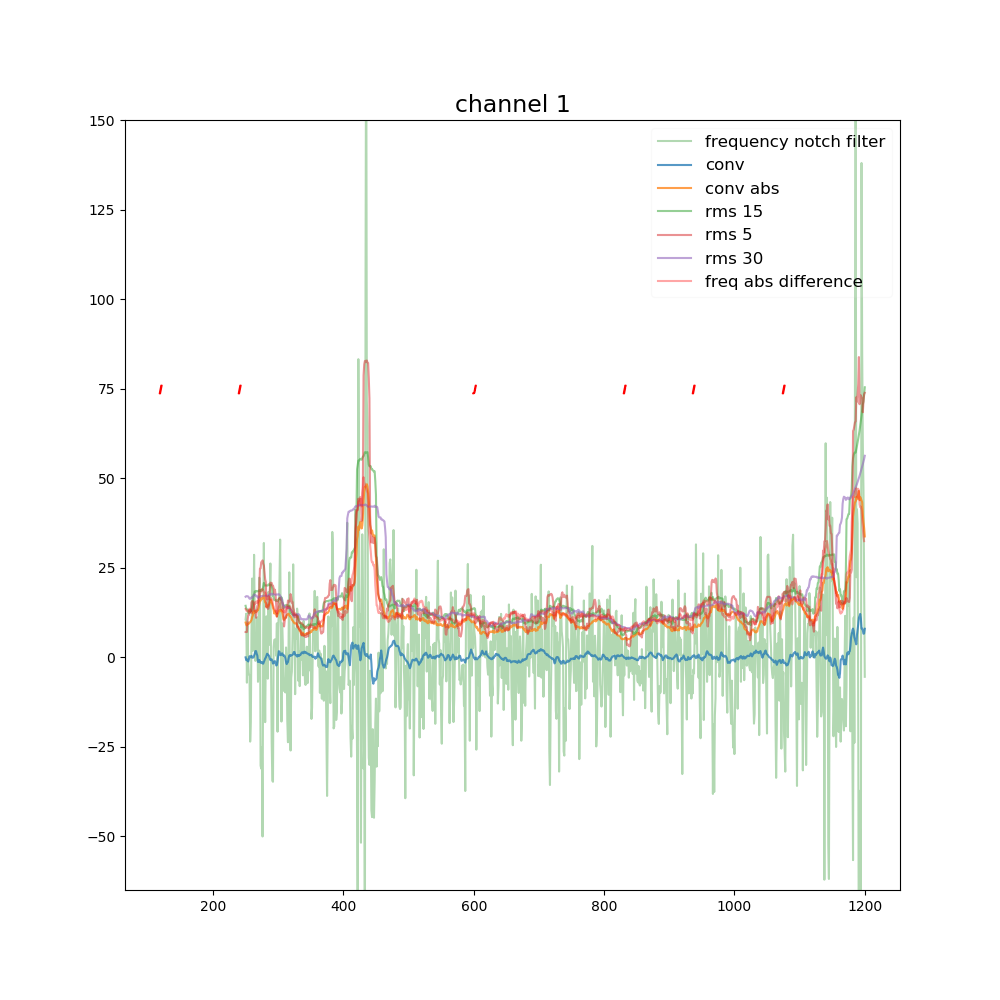 channel 1
150
125
100
75
50
25
0
−25
−50
frequency notch filter
conv
conv abs
rms 15
rms 5
rms 30
freq abs difference
200 400 600 800 1000 1200